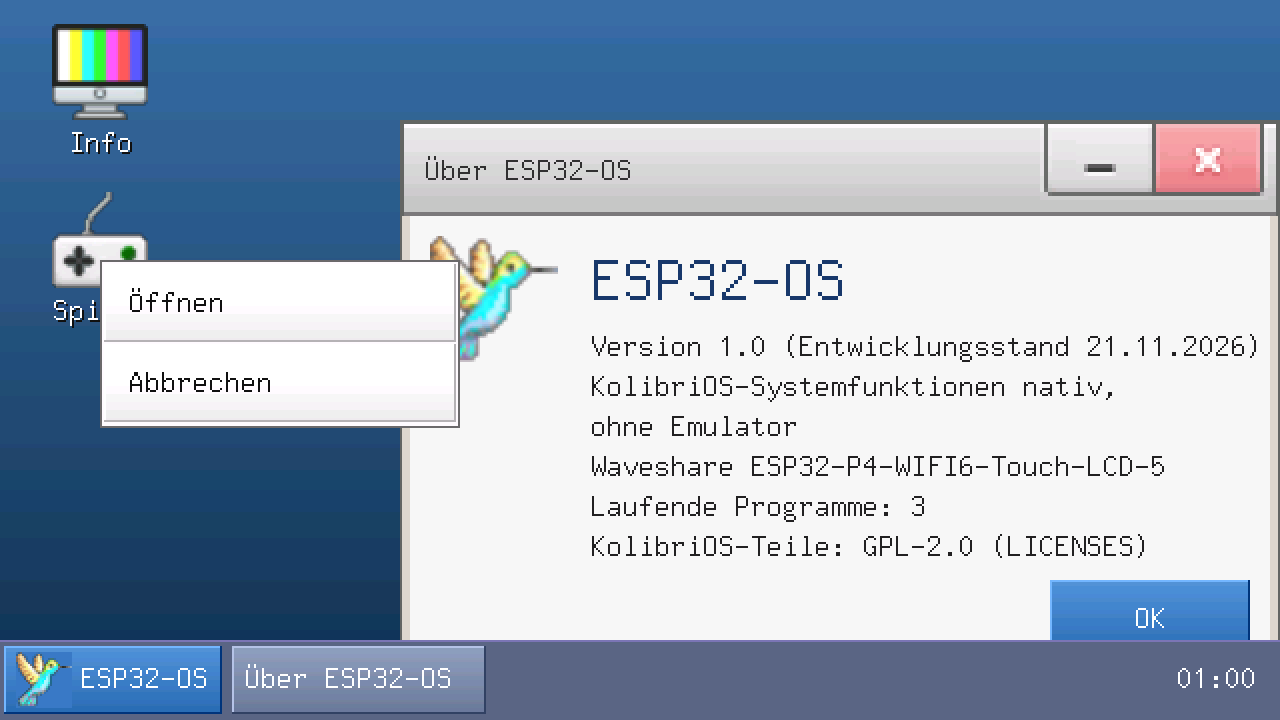 Info
Spi
Öffnen
Abbrechen
Über ESP32-OS
ESP32-OS
Version 1.0 (Entwicklungsstand 21.11.2026)
KolibriOS-Systemfunktionen nativ,
ohne Emulator
Waveshare ESP32-P4-WIFI6-Touch-LCD-5
Laufende Programme: 3
KolibriOS-Teile: GPL-2.0 (LICENSES)
OK
ESP32-OS
Über ESP32-OS
01:00